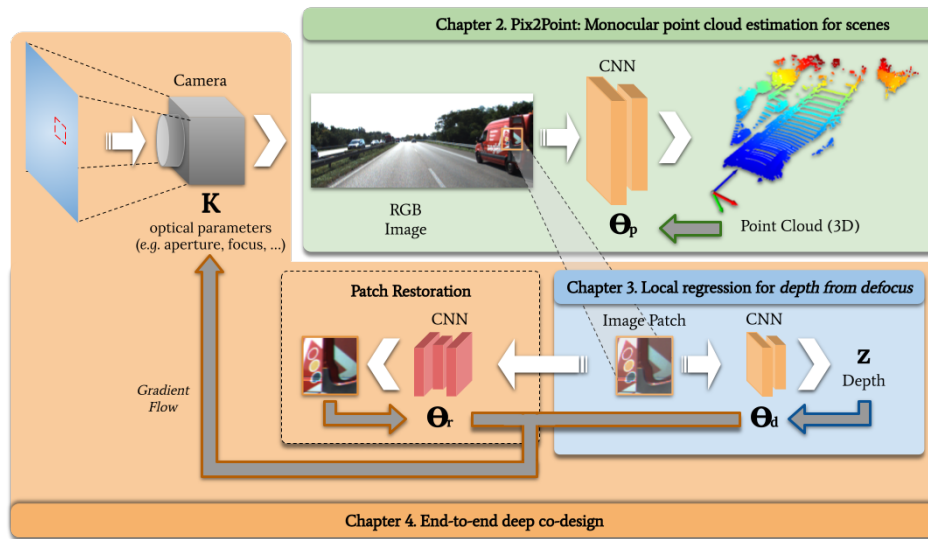 Chapter 2. Pix2Point: Monocular point cloud estimation for scenes
Camera
CNN
K
optical parameters
(e.g. aperture, focus, ...)
RGB
Image
Θp
Point Cloud (3D)
Patch Restoration
Chapter 3. Local regression for depth from defocus
CNN
Image Patch
CNN
z
Depth
Gradient
Flow
Θr
Θd
Chapter 4. End-to-end deep co-design